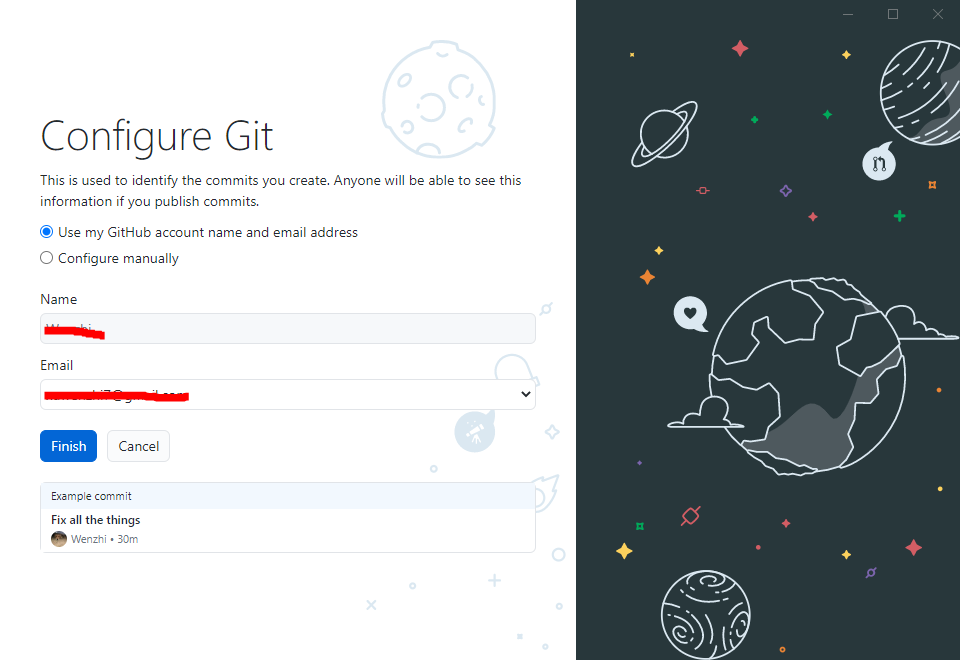 Configure Git
This is used to identify the commits you create. Anyone will be able to see this
information if you publish commits.
Use my GitHub account name and email address
Configure manually
Name
Email
Finish
Cancel
Example commit
Fix all the things
Wenzhi • 30m